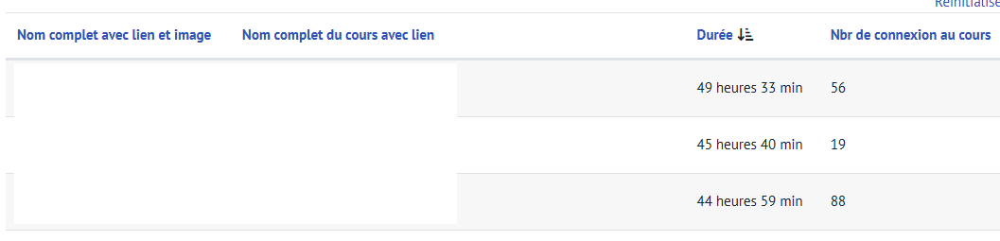 Réinitialise
Nom complet avec lien et image Nom complet du cours avec lien Durée Nbr de connexion au cours
49 heures 33 min 56
45 heures 40 min 19
44 heures 59 min 88